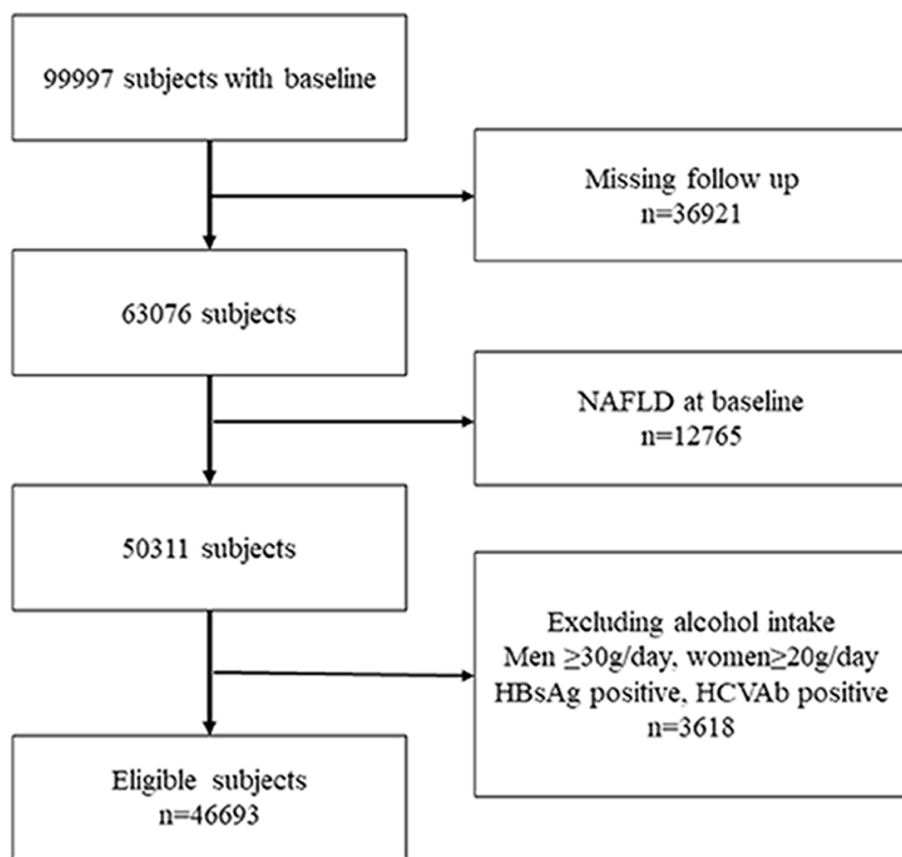 99997 subjects with baseline
Missing follow up
n=36921
63076 subjects
NAFLD at baseline
n=12765
50311 subjects
Excluding alcohol intake
Men ≥30g/day, women≥20g/day
HBsAg positive, HCVAb positive
n=3618
Eligible subjects
n=46693